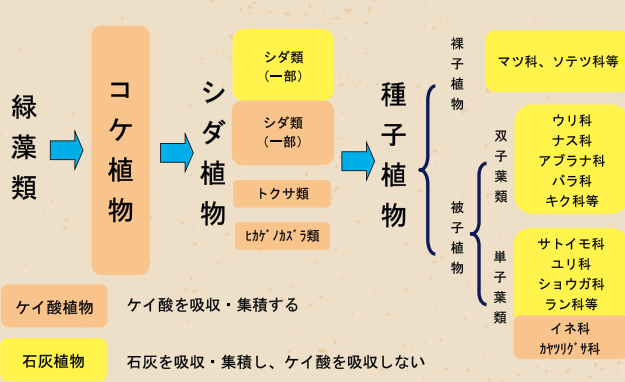 緑藻類
コケ植物
シダ植物
シダ類
（一部）
シダ類
（一部）
トクサ類
ﾋｶｹﾞﾉｶｽﾞﾗ類
種子植物
裸子植物
マツ科、ソテツ科等
被子植物
双子葉類
ウリ科
ナス科
アブラナ科
バラ科
キク科等
単子葉類
サトイモ科
ユリ科
ショウガ科
ラン科等
イネ科
ｶﾔﾂﾘｸﾞｻ科
ケイ酸植物
ケイ酸を吸収・集積する
石灰植物
石灰を吸収・集積し、ケイ酸を吸収しない